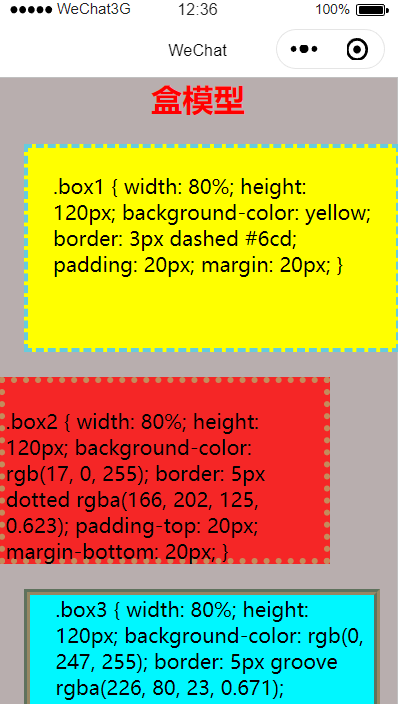 WeChat3G 12:36 100%
WeChat
盒模型
.box1 { width: 80%; height:
120px; background-color: yellow;
border: 3px dashed #6cd;
padding: 20px; margin: 20px; }
.box2 { width: 80%; height:
120px; background-color:
rgb(17, 0, 255); border: 5px
dotted rgba(166, 202, 125,
0.623); padding-top: 20px;
margin-bottom: 20px; }
.box3 { width: 80%; height:
120px; background-color: rgb(0,
247, 255); border: 5px groove
rgba(226, 80, 23, 0.671);